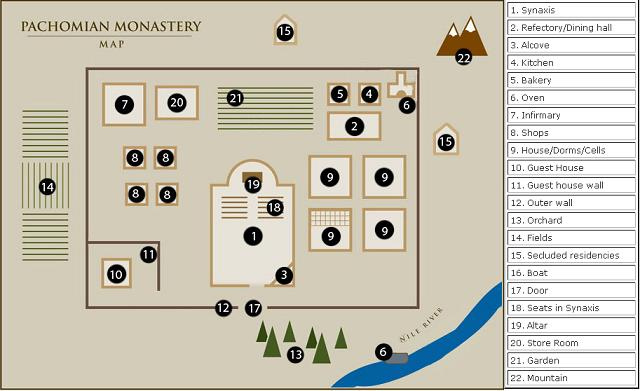 PACHOMIAN MONASTERY
MAP
15
22
7
20
21
5
4
6
2
15
8
8
8
8
14
9
9
9
9
19
18
1
11
10
3
12
17
13
6
NILE RIVER
1. Synaxis
2. Refectory/Dining hall
3. Alcove
4. Kitchen
5. Bakery
6. Oven
7. Infirmary
8. Shops
9. House/Dorms/Cells
10. Guest House
11. Guest house wall
12. Outer wall
13. Orchard
14. Fields
15. Secluded residencies
16. Boat
17. Door
18. Seats in Synaxis
19. Altar
20. Store Room
21. Garden
22. Mountain